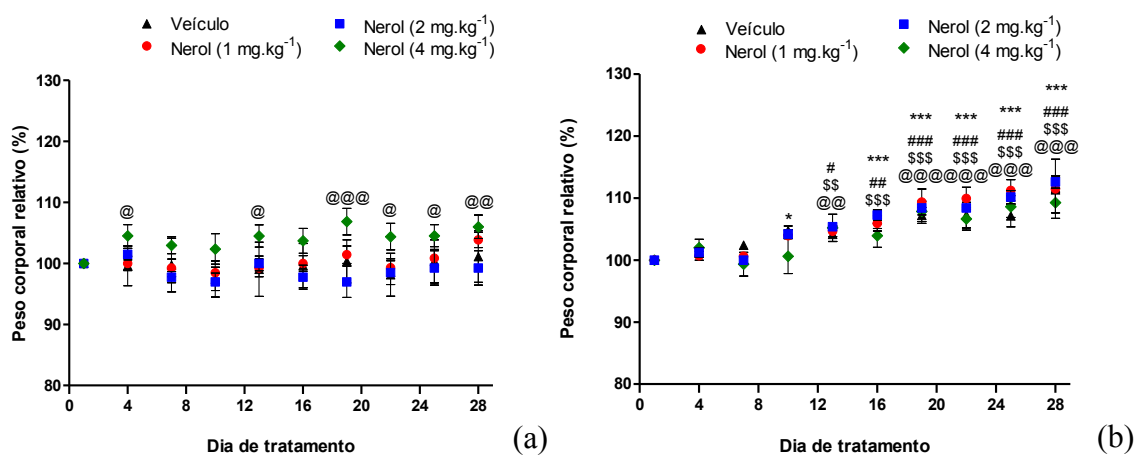 Veículo
Nerol (1 mg.kg⁻¹)
Nerol (2 mg.kg⁻¹)
Nerol (4 mg.kg⁻¹)
Peso corporal relativo (%)
130
120
110
100
90
80
@ @ @@@ @ @ @@
0 4 8 12 16 20 24 28
Dia de tratamento
(a)
Veículo
Nerol (1 mg.kg⁻¹)
Nerol (2 mg.kg⁻¹)
Nerol (4 mg.kg⁻¹)
Peso corporal relativo (%)
130
120
110
100
90
80
*
#
$$
@@
***
##
$$$
***
###
$$$
@@@
***
###
$$$
@@@
***
###
$$$
@@@
***
###
$$$
@@@
0 4 8 12 16 20 24 28
Dia de tratamento
(b)